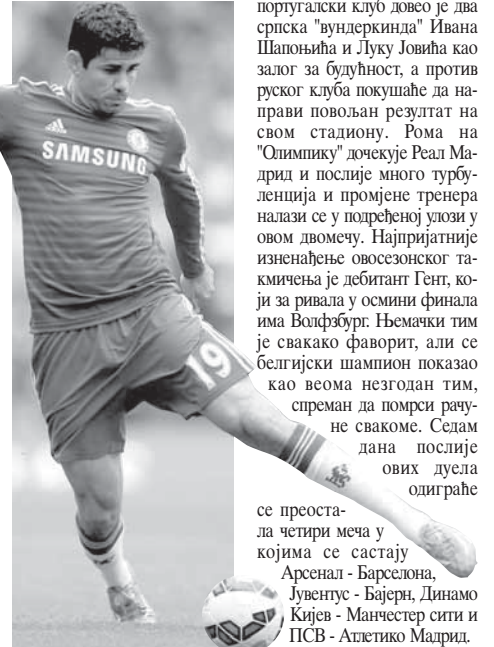 португалски клуб довео је два
српска "вундеркинда" Ивана
Шапоњића и Луку Јовића као
залог за будућност, а против
руског клуба покушаће да на-
прави повољан резултат на
свом стадиону. Рома на
"Олимпику" дочекује Реал Ма-
дрид и послије много турбу-
ленција и промјене тренера
налази се у подређеној улози у
овом двомечу. Најпријатније
изненађење овосезонског та-
кмичења је дебитант Гент, ко-
ји за ривала у осмини финала
има Волфзбург. Њемачки тим
је свакако фаворит, али се
белгијски шампион показао
као веома незгодан тим,
спреман да помрси рачу-
не свакоме. Седам
дана послије
ових дуела
одиграће
се преоста-
ла четири меча у
којима се састају
Арсенал - Барселона,
Јувентус - Бајерн, Динамо
Кијев - Манчестер сити и
ПСВ - Атлетико Мадрид.
SAMSUNG
19